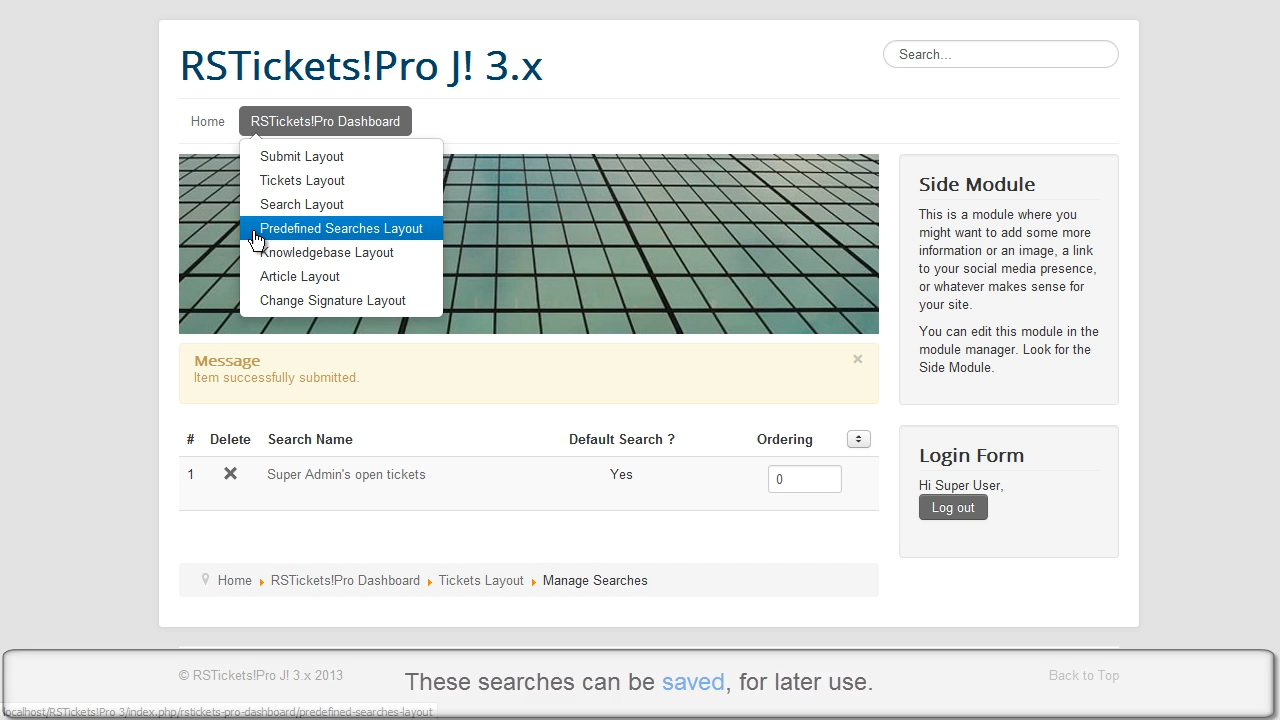 RSTickets!Pro J! 3.x
Search...
Home
RSTickets!Pro Dashboard
Submit Layout
Tickets Layout
Search Layout
Predefined Searches Layout
Knowledgebase Layout
Article Layout
Change Signature Layout
Side Module
This is a module where you
might want to add some more
information or an image, a link
to your social media presence,
or whatever makes sense for
your site.
You can edit this module in the
module manager. Look for the
Side Module.
Message
Item successfully submitted.
×
# Delete Search Name Default Search ? Ordering
1 Super Admin's open tickets Yes 0
Login Form
Hi Super User,
Log out
Home RSTickets!Pro Dashboard Tickets Layout Manage Searches
© RSTickets!Pro J! 3.x 2013
Back to Top
These searches can be saved, for later use.
localhost/RSTickets!Pro 3/index.php/rstickets-pro-dashboard/predefined-searches-layout